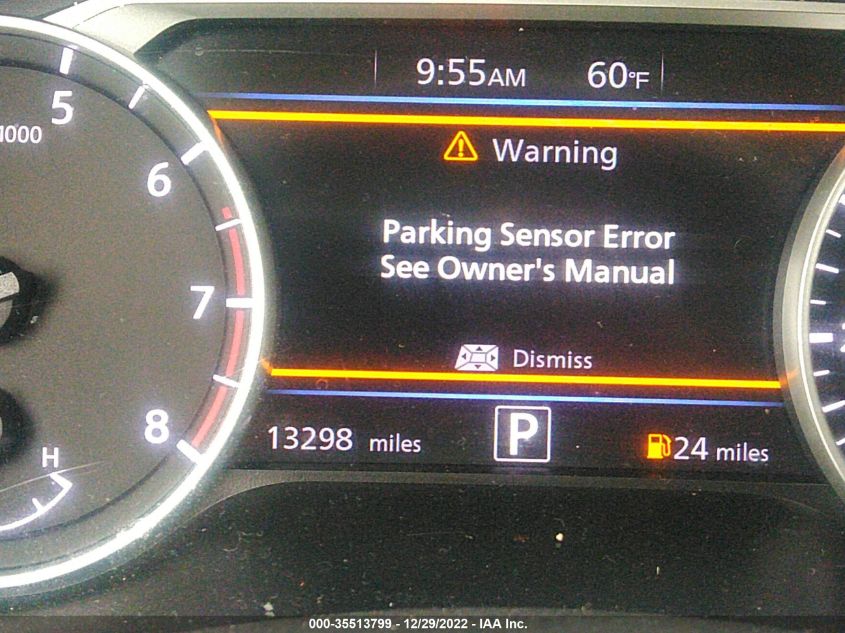 9:55AM 60°F
5
1000
6
7
8
H
Warning
Parking Sensor Error
See Owner's Manual
Dismiss
13298 miles P 24 miles
000-35513799 - 12/29/2022 - IAA Inc.